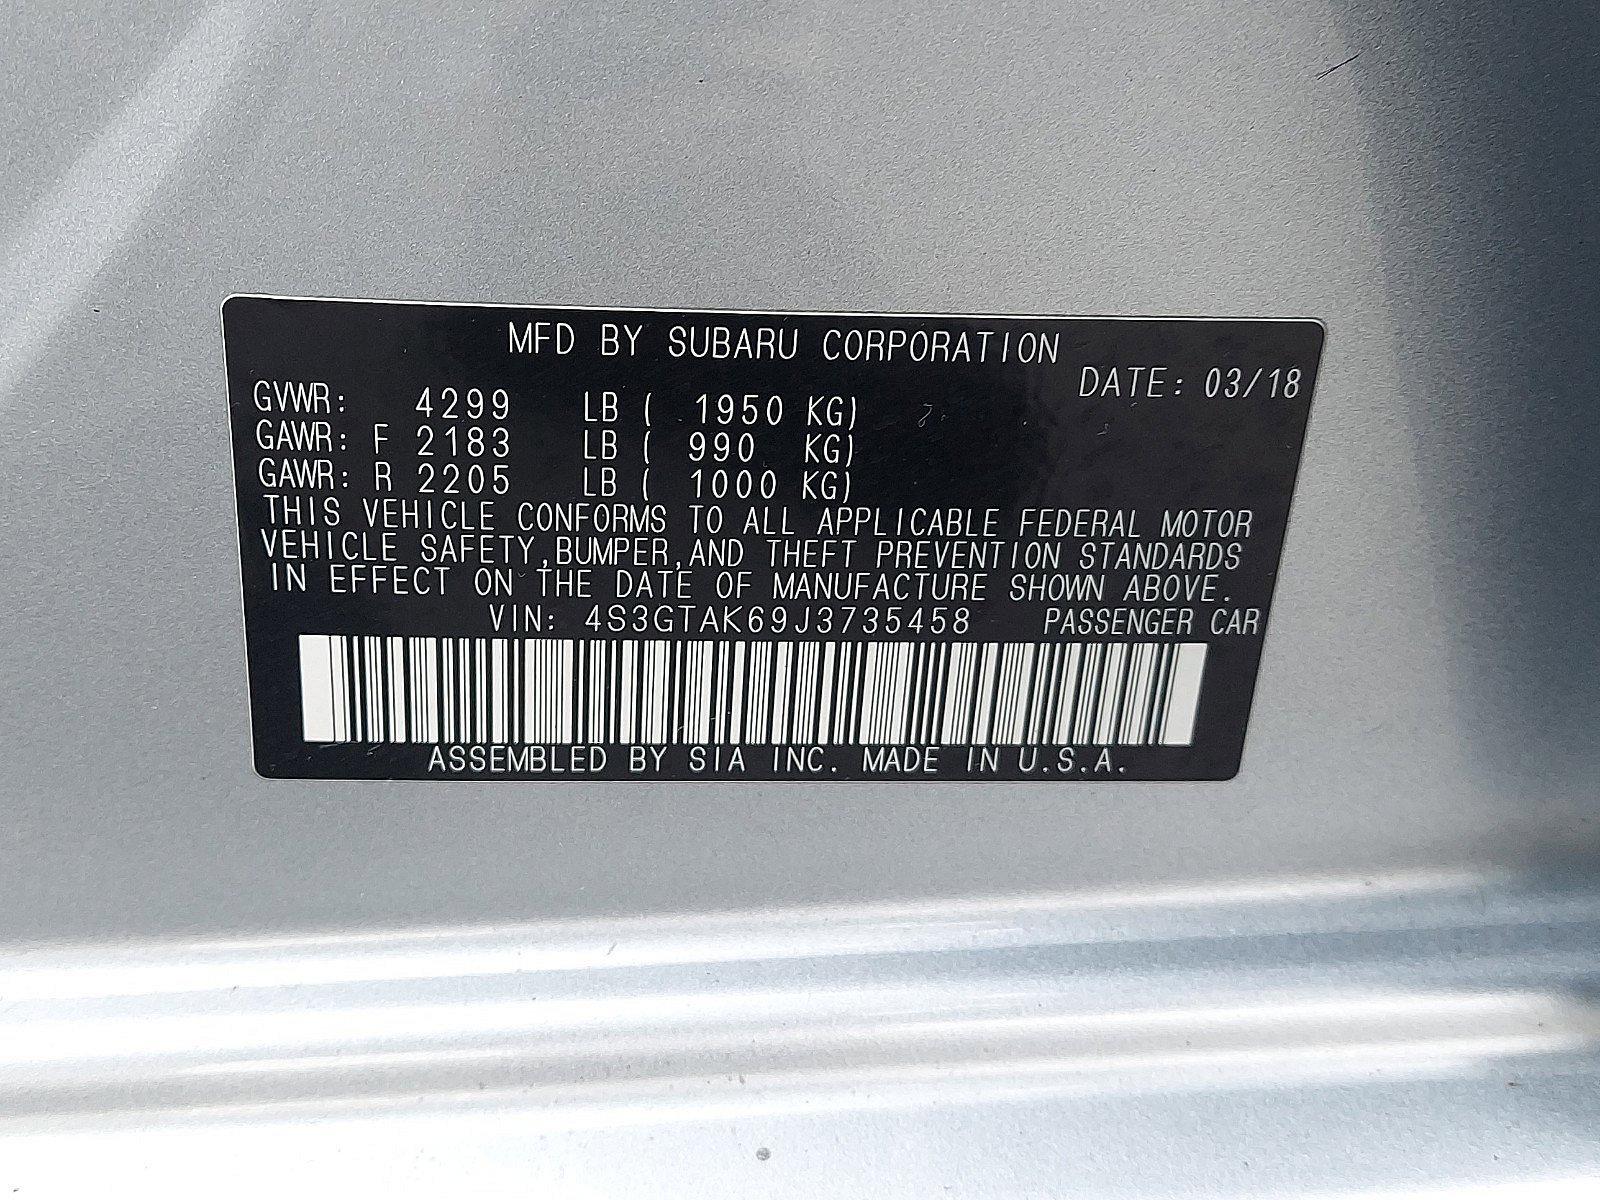 MFD BY SUBARU CORPORATION
DATE: 03/18
GVWR: 4299 LB ( 1950 KG)
GAWR: F 2183 LB ( 990 KG)
GAWR: R 2205 LB ( 1000 KG)
THIS VEHICLE CONFORMS TO ALL APPLICABLE FEDERAL MOTOR
VEHICLE SAFETY,BUMPER,AND THEFT PREVENTION STANDARDS
IN EFFECT ON THE DATE OF MANUFACTURE SHOWN ABOVE.
VIN: 4S3GTAK69J3735458 PASSENGER CAR
ASSEMBLED BY SIA INC. MADE IN U.S.A.